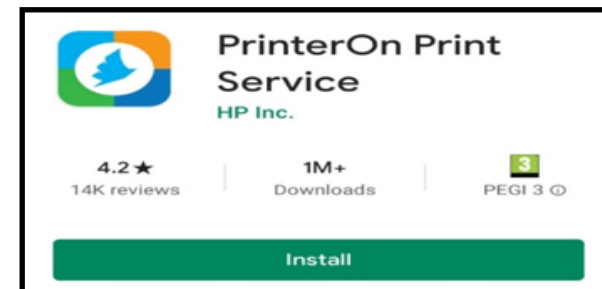 PrinterOn Print
Service
HP Inc.
4.2★ 1M+ 3
14K reviews Downloads PEGI 3 ⓘ
Install